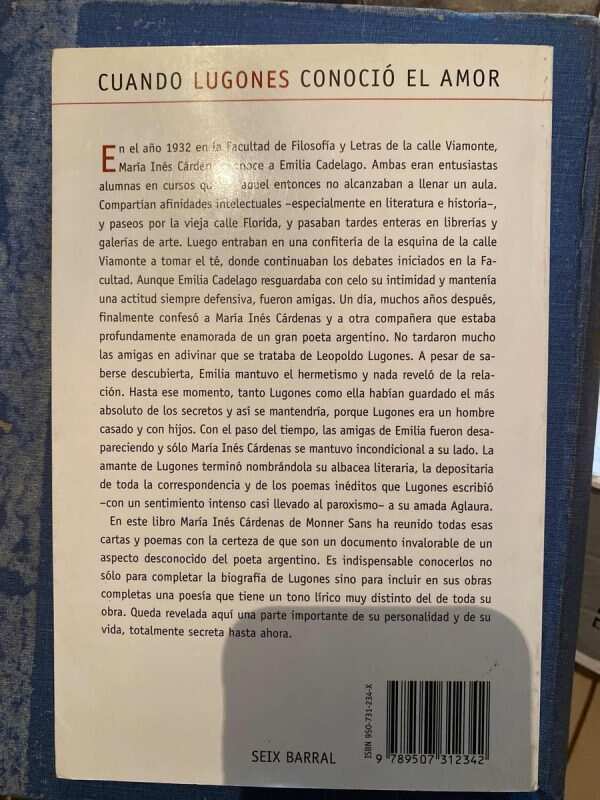 CUANDO LUGONES CONOCIÓ EL AMOR
En el año 1932 en la Facultad de Filosofía y Letras de la calle Viamonte,
María Inés Cárdenas conoce a Emilia Cadelago. Ambas eran entusiastas
alumnas en cursos que aquel entonces no alcanzaban a llenar un aula.
Compartían afinidades intelectuales –especialmente en literatura e historia–,
y paseos por la vieja calle Florida, y pasaban tardes enteras en librerías y
galerías de arte. Luego entraban en una confitería de la esquina de la calle
Viamonte a tomar el té, donde continuaban los debates iniciados en la Fa-
cultad. Aunque Emilia Cadelago resguardaba con celo su intimidad y mantenía
una actitud siempre defensiva, fueron amigas. Un día, muchos años después,
finalmente confesó a María Inés Cárdenas y a otra compañera que estaba
profundamente enamorada de un gran poeta argentino. No tardaron mucho
las amigas en adivinar que se trataba de Leopoldo Lugones. A pesar de sa-
berse descubierta, Emilia mantuvo el hermetismo y nada reveló de la rela-
ción. Hasta ese momento, tanto Lugones como ella habían guardado el más
absoluto de los secretos y así se mantendría, porque Lugones era un hombre
casado y con hijos. Con el paso del tiempo, las amigas de Emilia fueron desa-
pareciendo y sólo María Inés Cárdenas se mantuvo incondicional a su lado. La
amante de Lugones terminó nombrándola su albacea literaria, la depositaria
de toda la correspondencia y de los poemas inéditos que Lugones escribió
–con un sentimiento intenso casi llevado al paroxismo– a su amada Aglaura.
En este libro María Inés Cárdenas de Monner Sans ha reunido todas esas
cartas y poemas con la certeza de que son un documento invalorable de un
aspecto desconocido del poeta argentino. Es indispensable conocerlos no
sólo para completar la biografía de Lugones sino para incluir en sus obras
completas una poesía que tiene un tono lírico muy distinto del de toda su
obra. Queda revelada aquí una parte importante de su personalidad y de su
vida, totalmente secreta hasta ahora.
SEIX BARRAL
ISBN 950-731-234-X
9 789507 312342